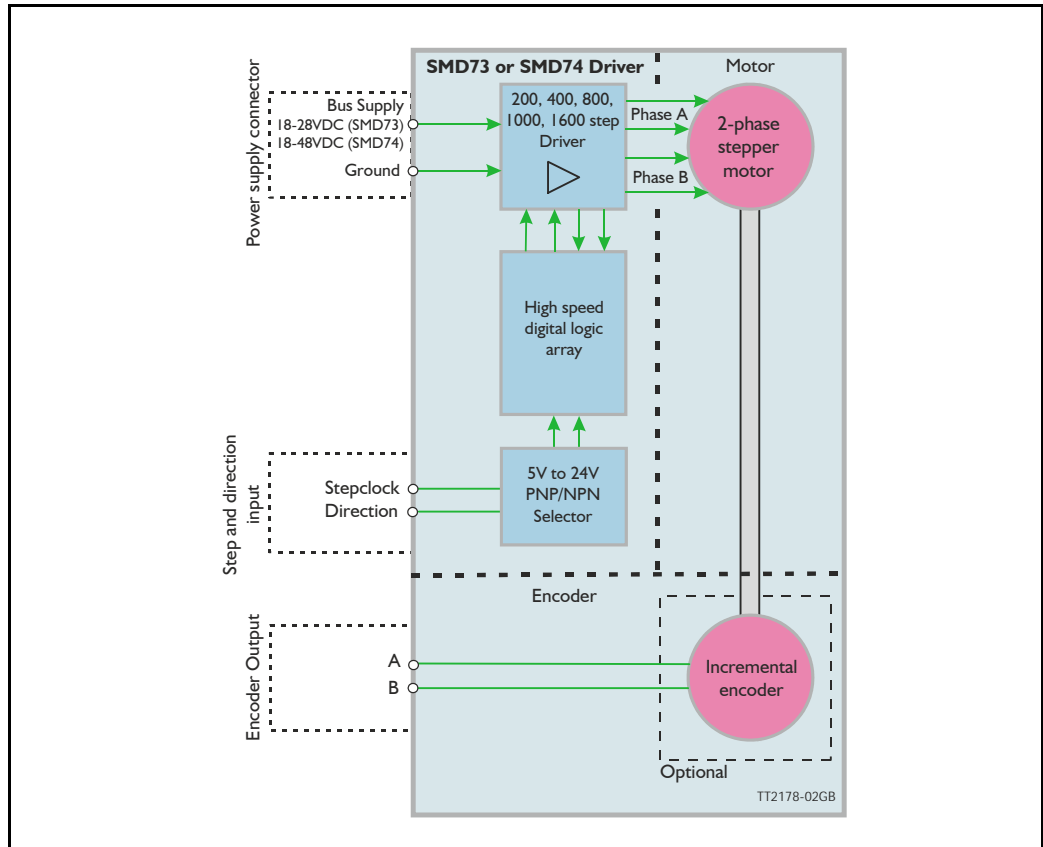 SMD73 or SMD74 Driver
Motor
Power supply connector
Bus Supply
18-28VDC (SMD73)
18-48VDC (SMD74)
Ground
200, 400, 800,
1000, 1600 step
Driver
Phase A
Phase B
2-phase
stepper
motor
High speed
digital logic
array
Step and direction
input
Stepclock
Direction
5V to 24V
PNP/NPN
Selector
Encoder
Encoder Output
A
B
Incremental
encoder
Optional
TT2178-02GB